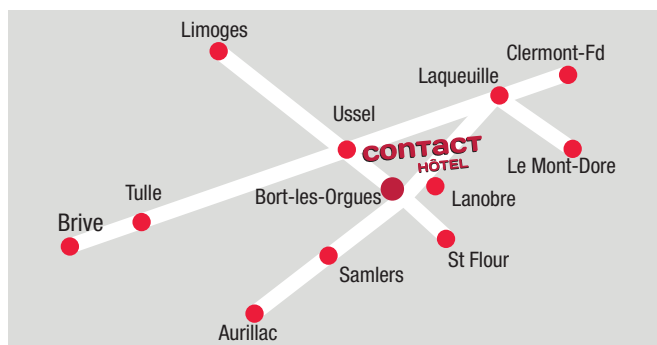 Limoges
Clermont-Fd
Laqueuille
Ussel
CONTACT
HÔTEL
Le Mont-Dore
Tulle
Bort-les-Orgues
Lanobre
Brive
St Flour
Samlers
Aurillac